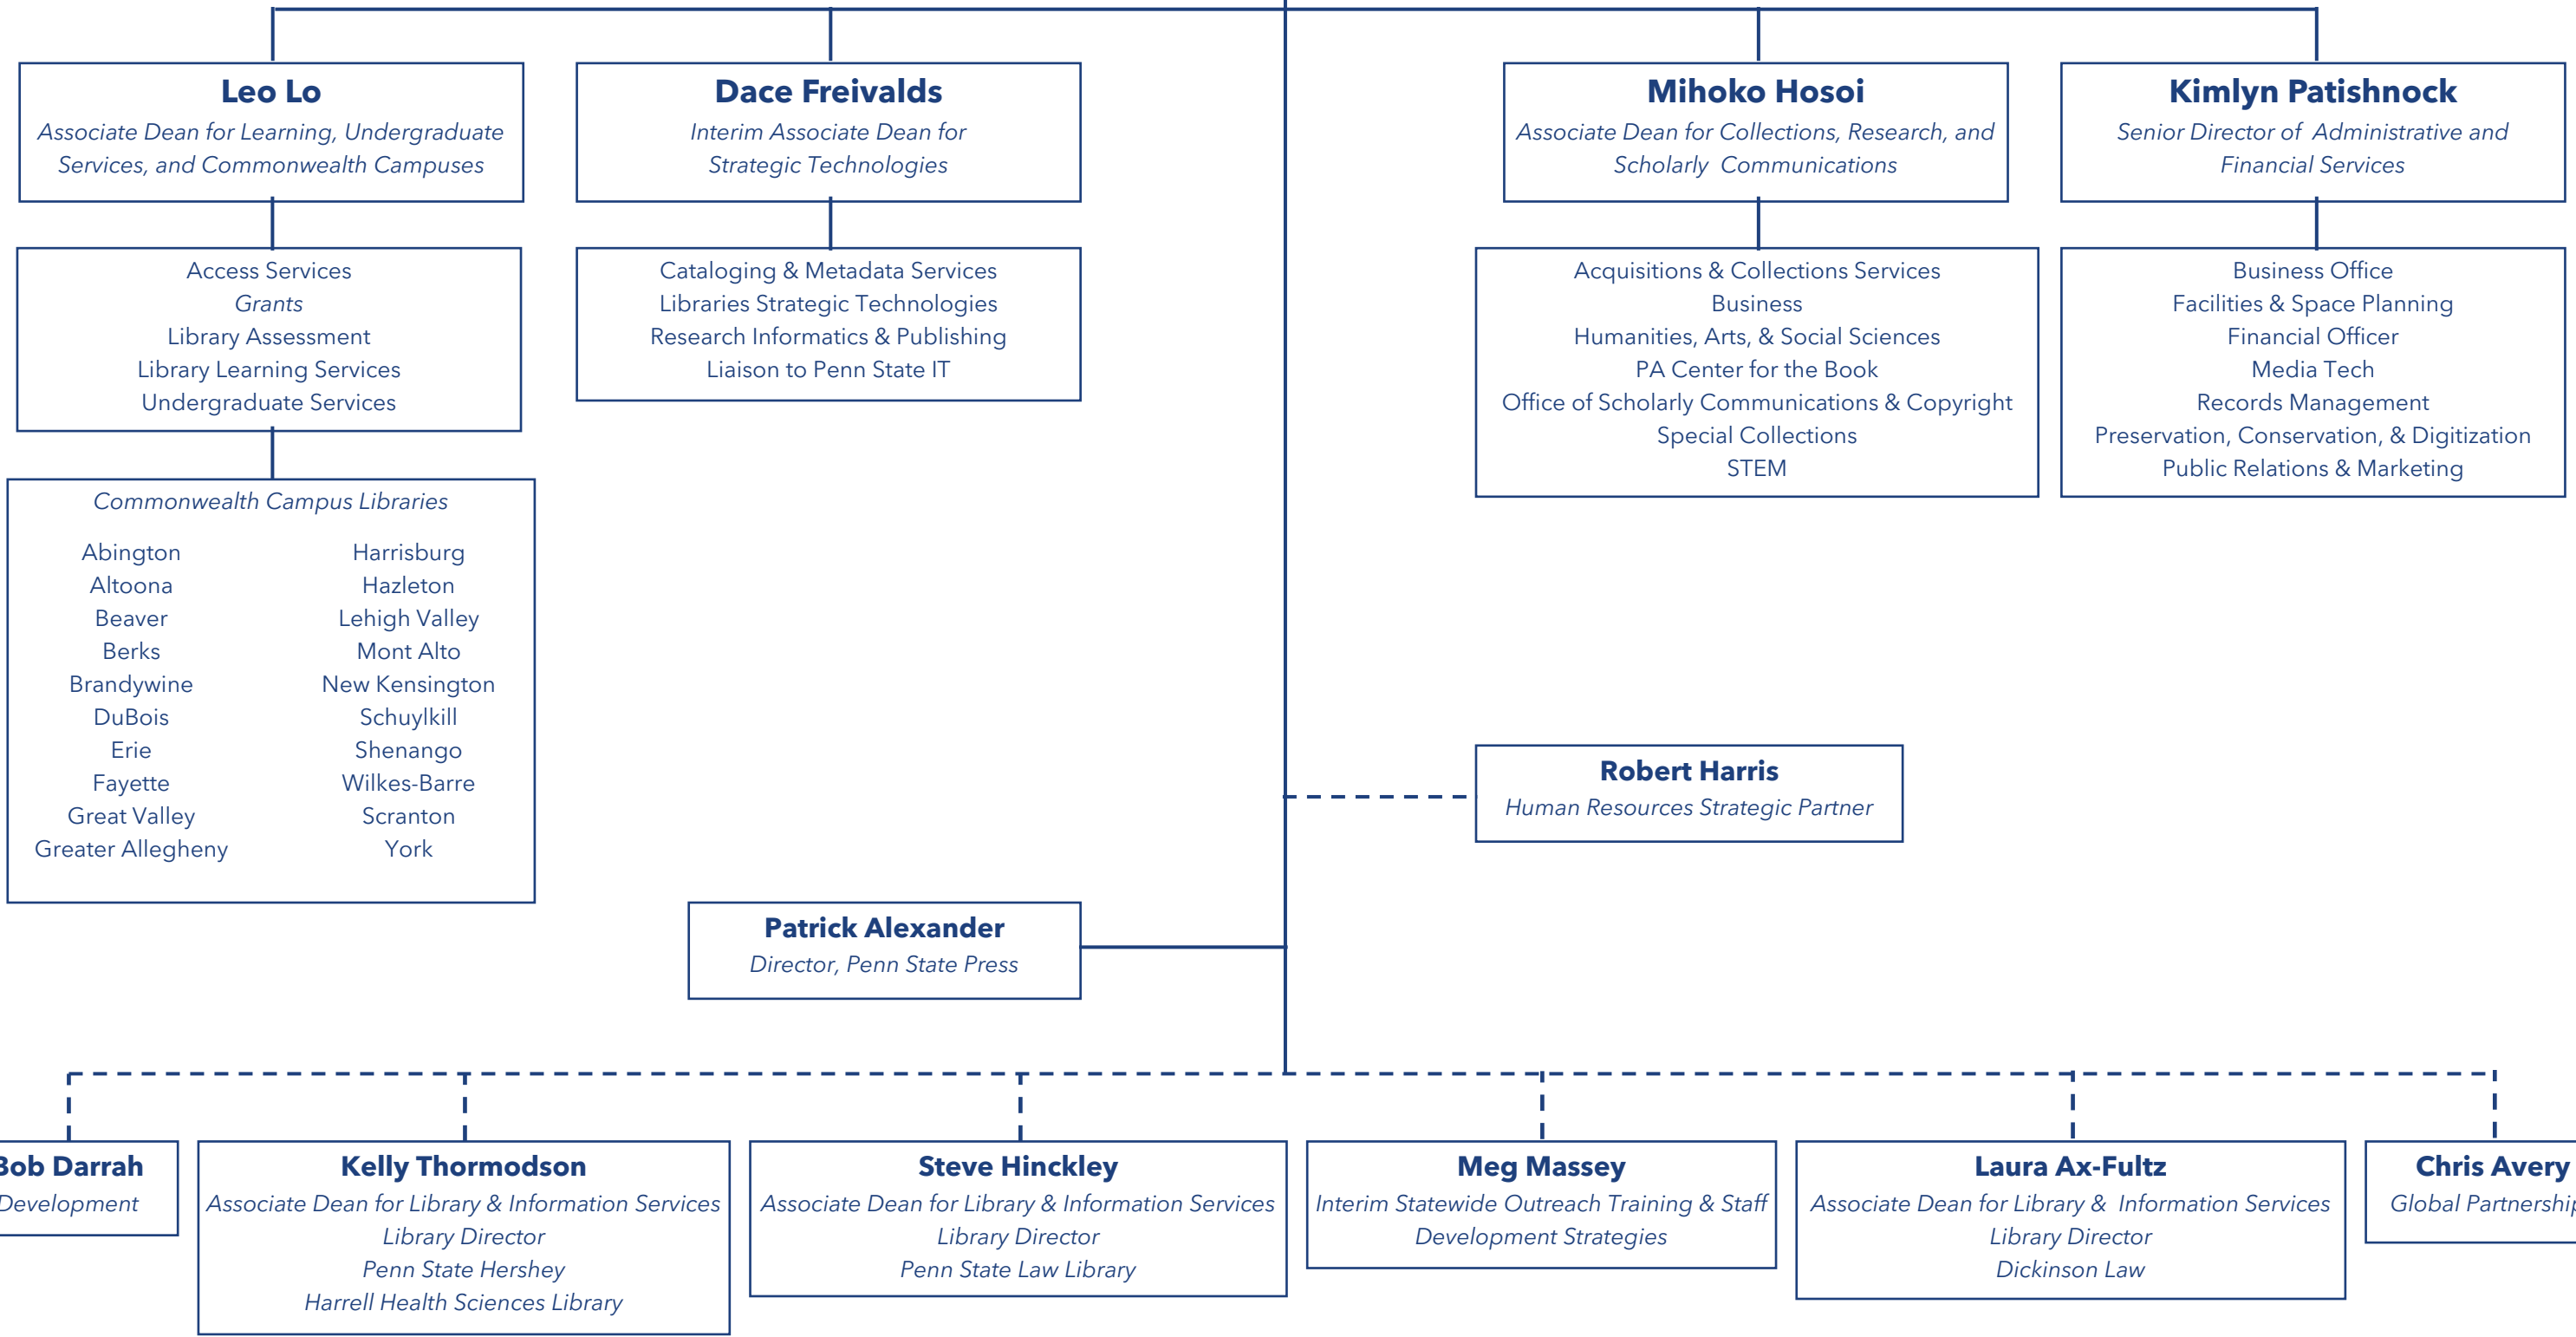 Leo Lo
Associate Dean for Learning, Undergraduate
Services, and Commonwealth Campuses
Dace Freivalds
Interim Associate Dean for
Strategic Technologies
Mihoko Hosoi
Associate Dean for Collections, Research, and
Scholarly Communications
Kimlyn Patishnock
Senior Director of Administrative and
Financial Services
Access Services
Grants
Library Assessment
Library Learning Services
Undergraduate Services
Cataloging & Metadata Services
Libraries Strategic Technologies
Research Informatics & Publishing
Liaison to Penn State IT
Acquisitions & Collections Services
Business
Humanities, Arts, & Social Sciences
PA Center for the Book
Office of Scholarly Communications & Copyright
Special Collections
STEM
Business Office
Facilities & Space Planning
Financial Officer
Media Tech
Records Management
Preservation, Conservation, & Digitization
Public Relations & Marketing
Commonwealth Campus Libraries
Abington
Altoona
Beaver
Berks
Brandywine
DuBois
Erie
Fayette
Great Valley
Greater Allegheny
Harrisburg
Hazleton
Lehigh Valley
Mont Alto
New Kensington
Schuylkill
Shenango
Wilkes-Barre
Scranton
York
Robert Harris
Human Resources Strategic Partner
Patrick Alexander
Director, Penn State Press
Bob Darrah
Development
Kelly Thormodson
Associate Dean for Library & Information Services
Library Director
Penn State Hershey
Harrell Health Sciences Library
Steve Hinckley
Associate Dean for Library & Information Services
Library Director
Penn State Law Library
Meg Massey
Interim Statewide Outreach Training & Staff
Development Strategies
Laura Ax-Fultz
Associate Dean for Library & Information Services
Library Director
Dickinson Law
Chris Avery
Global Partnership